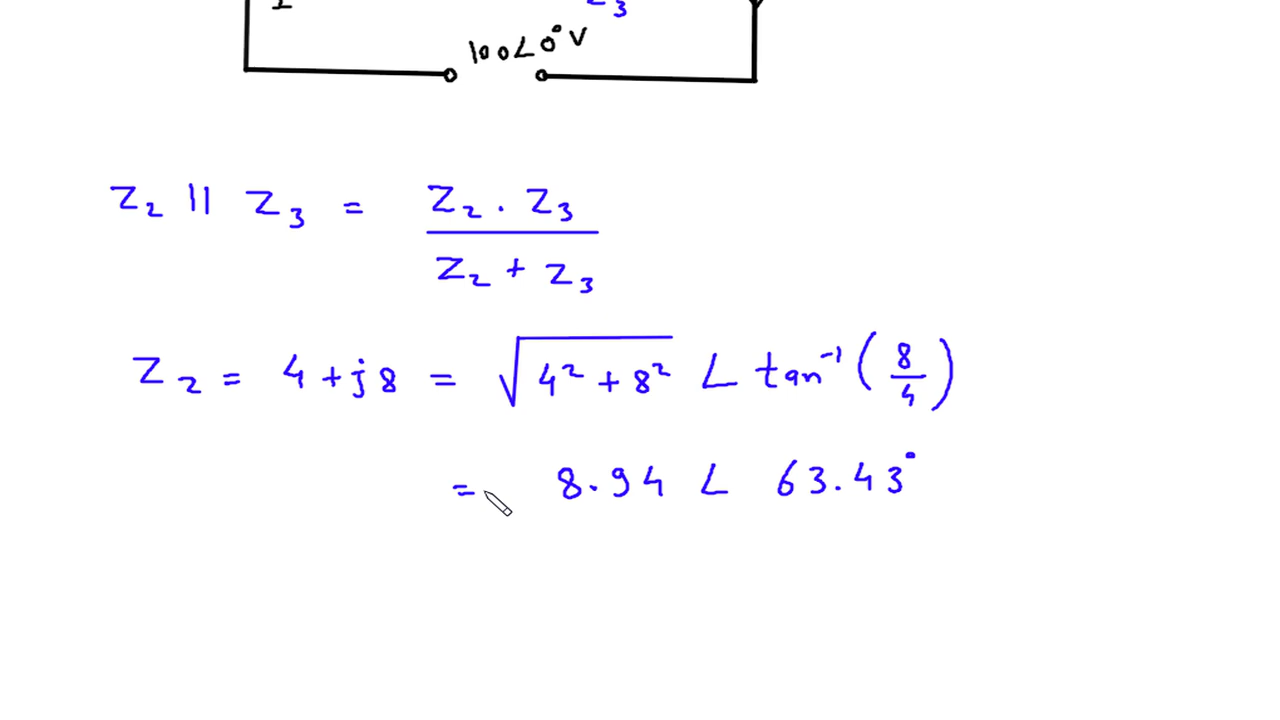 100∠0° V
Z₂ || Z₃ = Z₂ . Z₃ / Z₂ + Z₃
Z₂ = 4 + j8 = √(4² + 8²) ∠ tan⁻¹ (8/4)
= 8.94 ∠ 63.43°